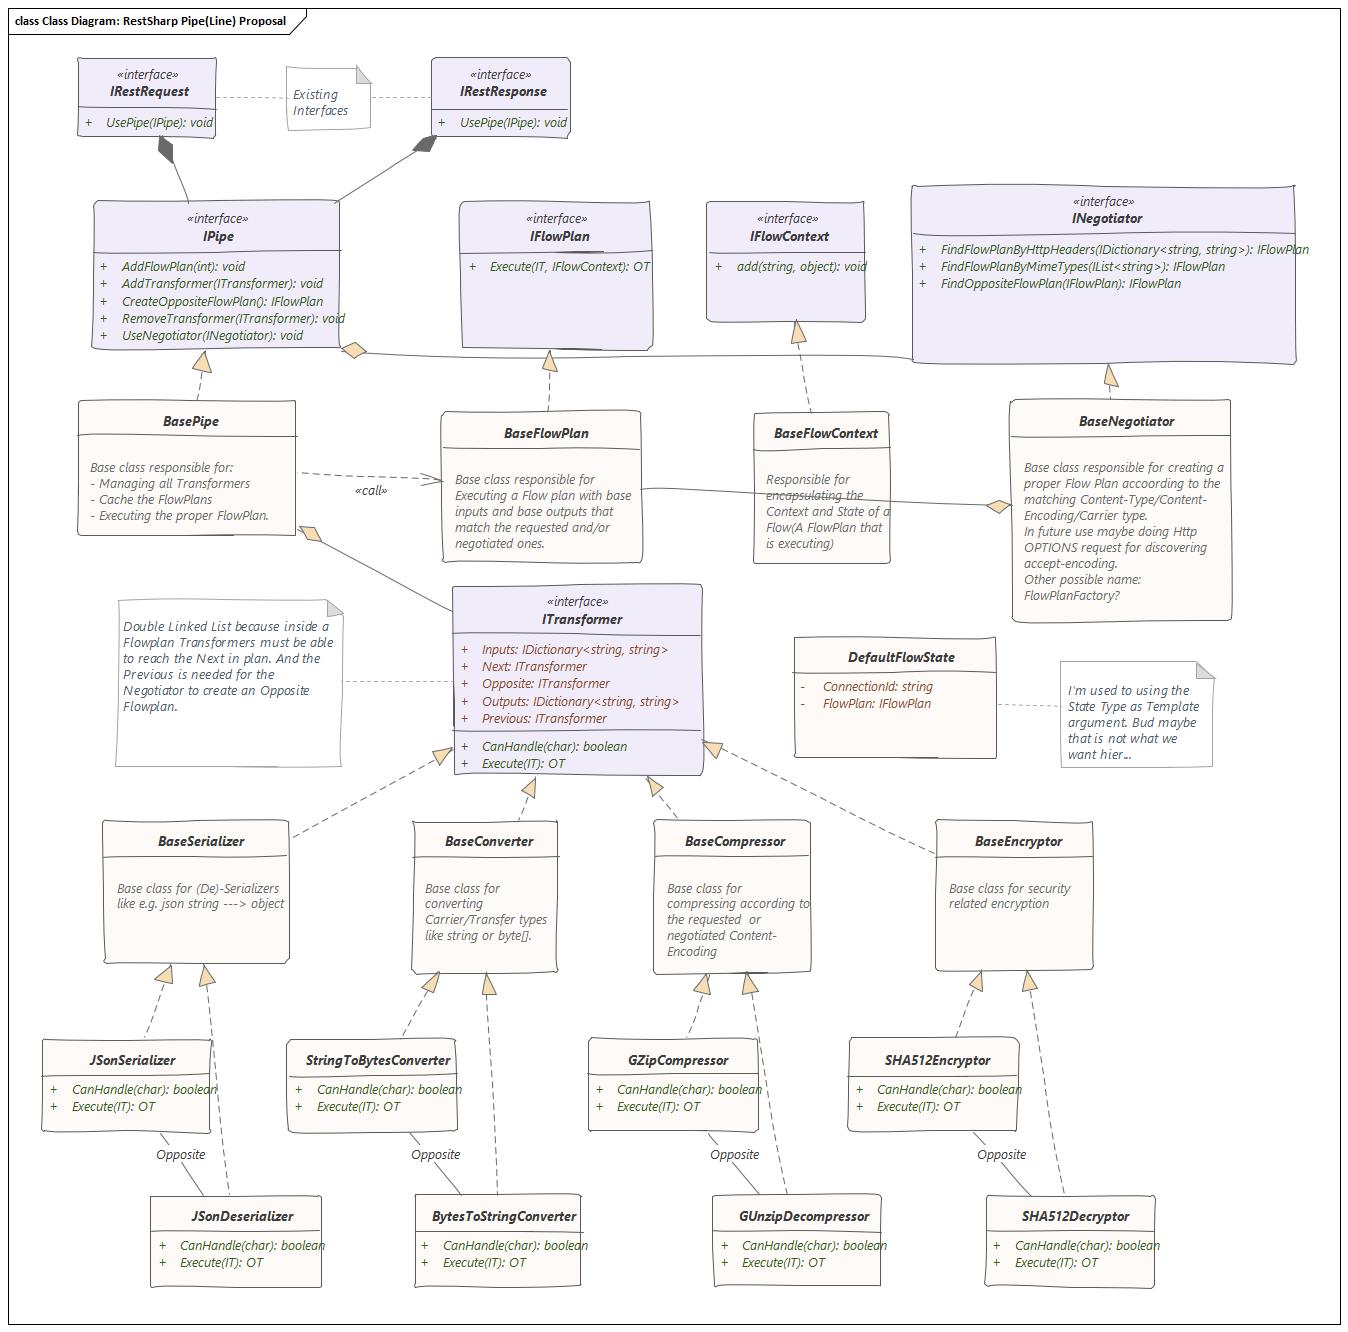 class Class Diagram: RestSharp Pipe(Line) Proposal
«interface»
IRestRequest
+ UsePipe(IPipe): void
Existing
Interfaces
«interface»
IRestResponse
+ UsePipe(IPipe): void
«interface»
IPipe
+ AddFlowPlan(int): void
+ AddTransformer(ITransformer): void
+ CreateOppositeFlowPlan(): IFlowPlan
+ RemoveTransformer(ITransformer): void
+ UseNegotiator(INegotiator): void
«interface»
IFlowPlan
+ Execute(IT, IFlowContext): OT
«interface»
IFlowContext
+ add(string, object): void
«interface»
INegotiator
+ FindFlowPlanByHttpHeaders(IDictionary<string, string>): IFlowPlan
+ FindFlowPlanByMimeTypes(IList<string>): IFlowPlan
+ FindOppositeFlowPlan(IFlowPlan): IFlowPlan
BasePipe
Base class responsible for:
- Managing all Transformers
- Cache the FlowPlans
- Executing the proper FlowPlan.
«call»
BaseFlowPlan
Base class responsible for
Executing a Flow plan with base
inputs and base outputs that
match the requested and/or
negotiated ones.
BaseFlowContext
Responsible for
encapsulating the
Context and State of a
Flow(A FlowPlan that
is executing)
BaseNegotiator
Base class responsible for creating a
proper Flow Plan accoording to the
matching Content-Type/Content-
Encoding/Carrier type.
In future use maybe doing Http
OPTIONS request for discovering
accept-encoding.
Other possible name:
FlowPlanFactory?
Double Linked List because inside a
Flowplan Transformers must be able
to reach the Next in plan. And the
Previous is needed for the
Negotiator to create an Opposite
Flowplan.
«interface»
ITransformer
+ Inputs: IDictionary<string, string>
+ Next: ITransformer
+ Opposite: ITransformer
+ Outputs: IDictionary<string, string>
+ Previous: ITransformer
+ CanHandle(char): boolean
+ Execute(IT): OT
DefaultFlowState
- ConnectionId: string
- FlowPlan: IFlowPlan
I'm used to using the
State Type as Template
argument. Bud maybe
that is not what we
want hier...
BaseSerializer
Base class for (De)-Serializers
like e.g. json string ---> object
BaseConverter
Base class for
converting
Carrier/Transfer types
like string or byte[].
BaseCompressor
Base class for
compressing according to
the requested or
negotiated Content-
Encoding
BaseEncryptor
Base class for security
related encryption
JSonSerializer
+ CanHandle(char): boolean
+ Execute(IT): OT
StringToBytesConverter
+ CanHandle(char): boolean
+ Execute(IT): OT
GZipCompressor
+ CanHandle(char): boolean
+ Execute(IT): OT
SHA512Encryptor
+ CanHandle(char): boolean
+ Execute(IT): OT
Opposite
Opposite
Opposite
Opposite
JSonDeserializer
+ CanHandle(char): boolean
+ Execute(IT): OT
BytesToStringConverter
+ CanHandle(char): boolean
+ Execute(IT): OT
GUnzipDecompressor
+ CanHandle(char): boolean
+ Execute(IT): OT
SHA512Decryptor
+ CanHandle(char): boolean
+ Execute(IT): OT